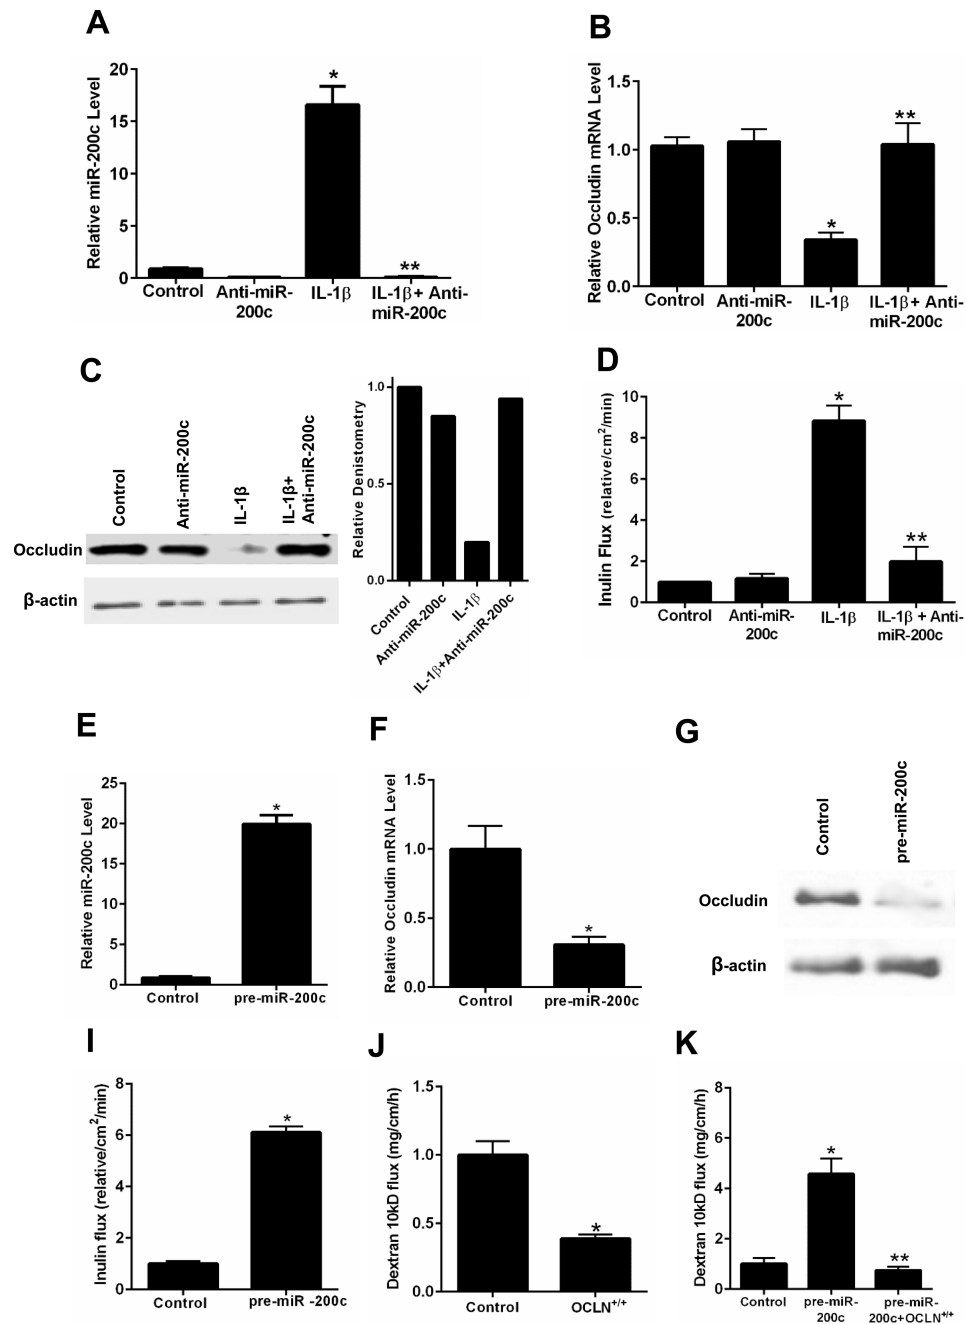 A
Relative miR-200c Level
20
15
10
5
0
*
**
Control
Anti-miR-
200c
IL-1β
IL-1β+ Anti-
miR-200c
B
Relative Occludin mRNA Level
1.5
1.0
0.5
0.0
*
**
Control
Anti-miR-
200c
IL-1β
IL-1β+ Anti-
miR-200c
C
Control
Anti-miR-200c
IL-1β
IL-1β+
Anti-miR-200c
Occludin
β-actin
Relative Denistometry
1.0
0.5
0.0
Control
Anti-miR-200c
IL-1β
IL-1β+Anti-miR-200c
D
Inulin Flux (relative/cm²/min)
10
8
6
4
2
0
*
**
Control
Anti-miR-
200c
IL-1β
IL-1β + Anti-
miR-200c
E
Relative miR-200c Level
25
20
15
10
5
0
*
Control
pre-miR-200c
F
Relative Occludin mRNA Level
1.5
1.0
0.5
0.0
*
Control
pre-miR-200c
G
Control
pre-miR-200c
Occludin
β-actin
I
Inulin flux (relative/cm²/min)
8
6
4
2
0
*
Control
pre-miR -200c
J
Dextran 10kD flux (mg/cm/h)
1.5
1.0
0.5
0.0
*
Control
OCLN+/+
K
Dextran 10kD flux (mg/cm/h)
8
6
4
2
0
*
**
Control
pre-miR-
200c
pre-miR-
200c+OCLN+/+